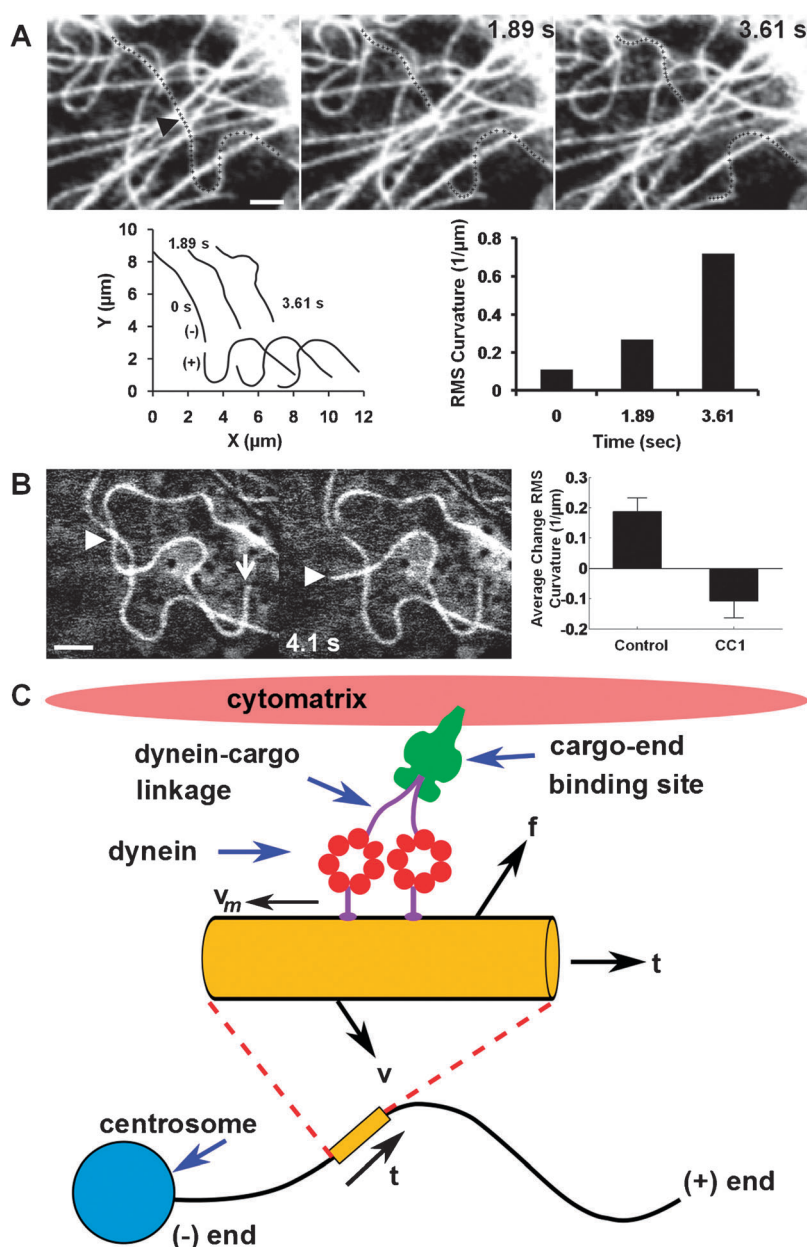 A
1.89 s
3.61 s
10
8
6
4
2
0
Y (µm)
1.89 s
0 s
3.61 s
(-)
(+)
0 2 4 6 8 10 12
X (µm)
0.8
0.6
0.4
0.2
0
RMS Curvature (1/µm)
0 1.89 3.61
Time (sec)
B
4.1 s
0.3
0.2
0.1
0
-0.1
-0.2
Average Change RMS
Curvature (1/µm)
Control CC1
C
cytomatrix
dynein-cargo
linkage
cargo-end
binding site
dynein
f
vm
t
v
centrosome
t
(-) end
(+) end